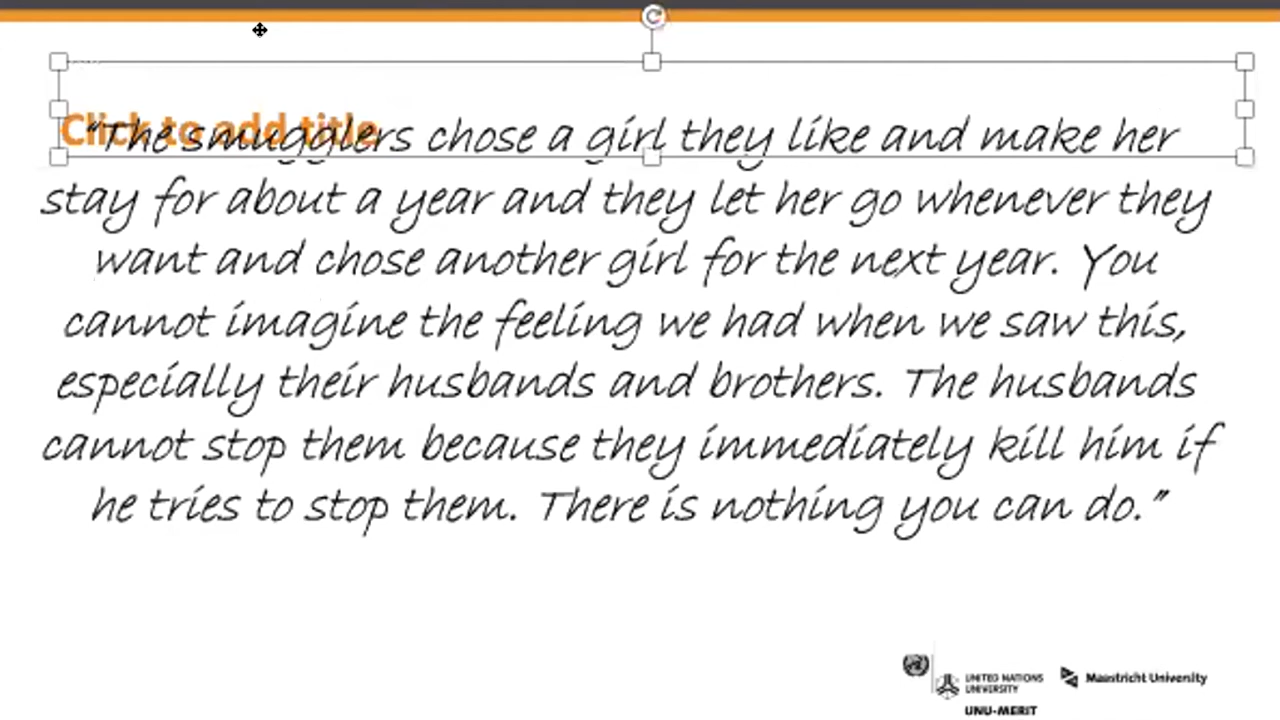 Click to add title
“The smugglers chose a girl they like and make her
stay for about a year and they let her go whenever they
want and chose another girl for the next year. You
cannot imagine the feeling we had when we saw this,
especially their husbands and brothers. The husbands
cannot stop them because they immediately kill him if
he tries to stop them. There is nothing you can do.”
UNITED NATIONS
UNIVERSITY
UNU-MERIT
Maastricht University